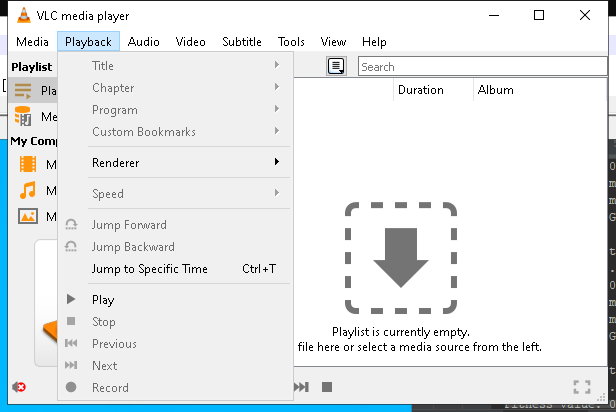 VLC media player
Media Playback Audio Video Subtitle Tools View Help
Playlist
Pla
Me
My Comp
M
M
M
Title
Chapter
Program
Custom Bookmarks
Renderer
Speed
Jump Forward
Jump Backward
Jump to Specific Time Ctrl+T
Play
Stop
Previous
Next
Record
Search
Duration Album
Playlist is currently empty.
file here or select a media source from the left.